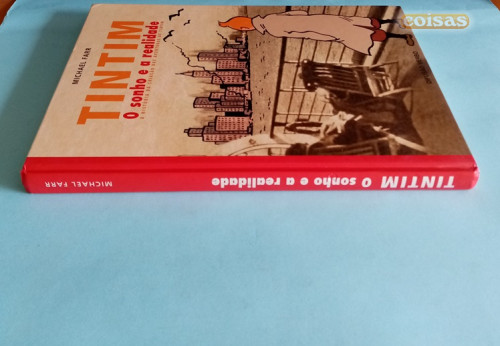 coisas
MICHAEL FARR
TINTIM
O sonho e a realidade
TINTIM O sonho e a realidade
MICHAEL FARR